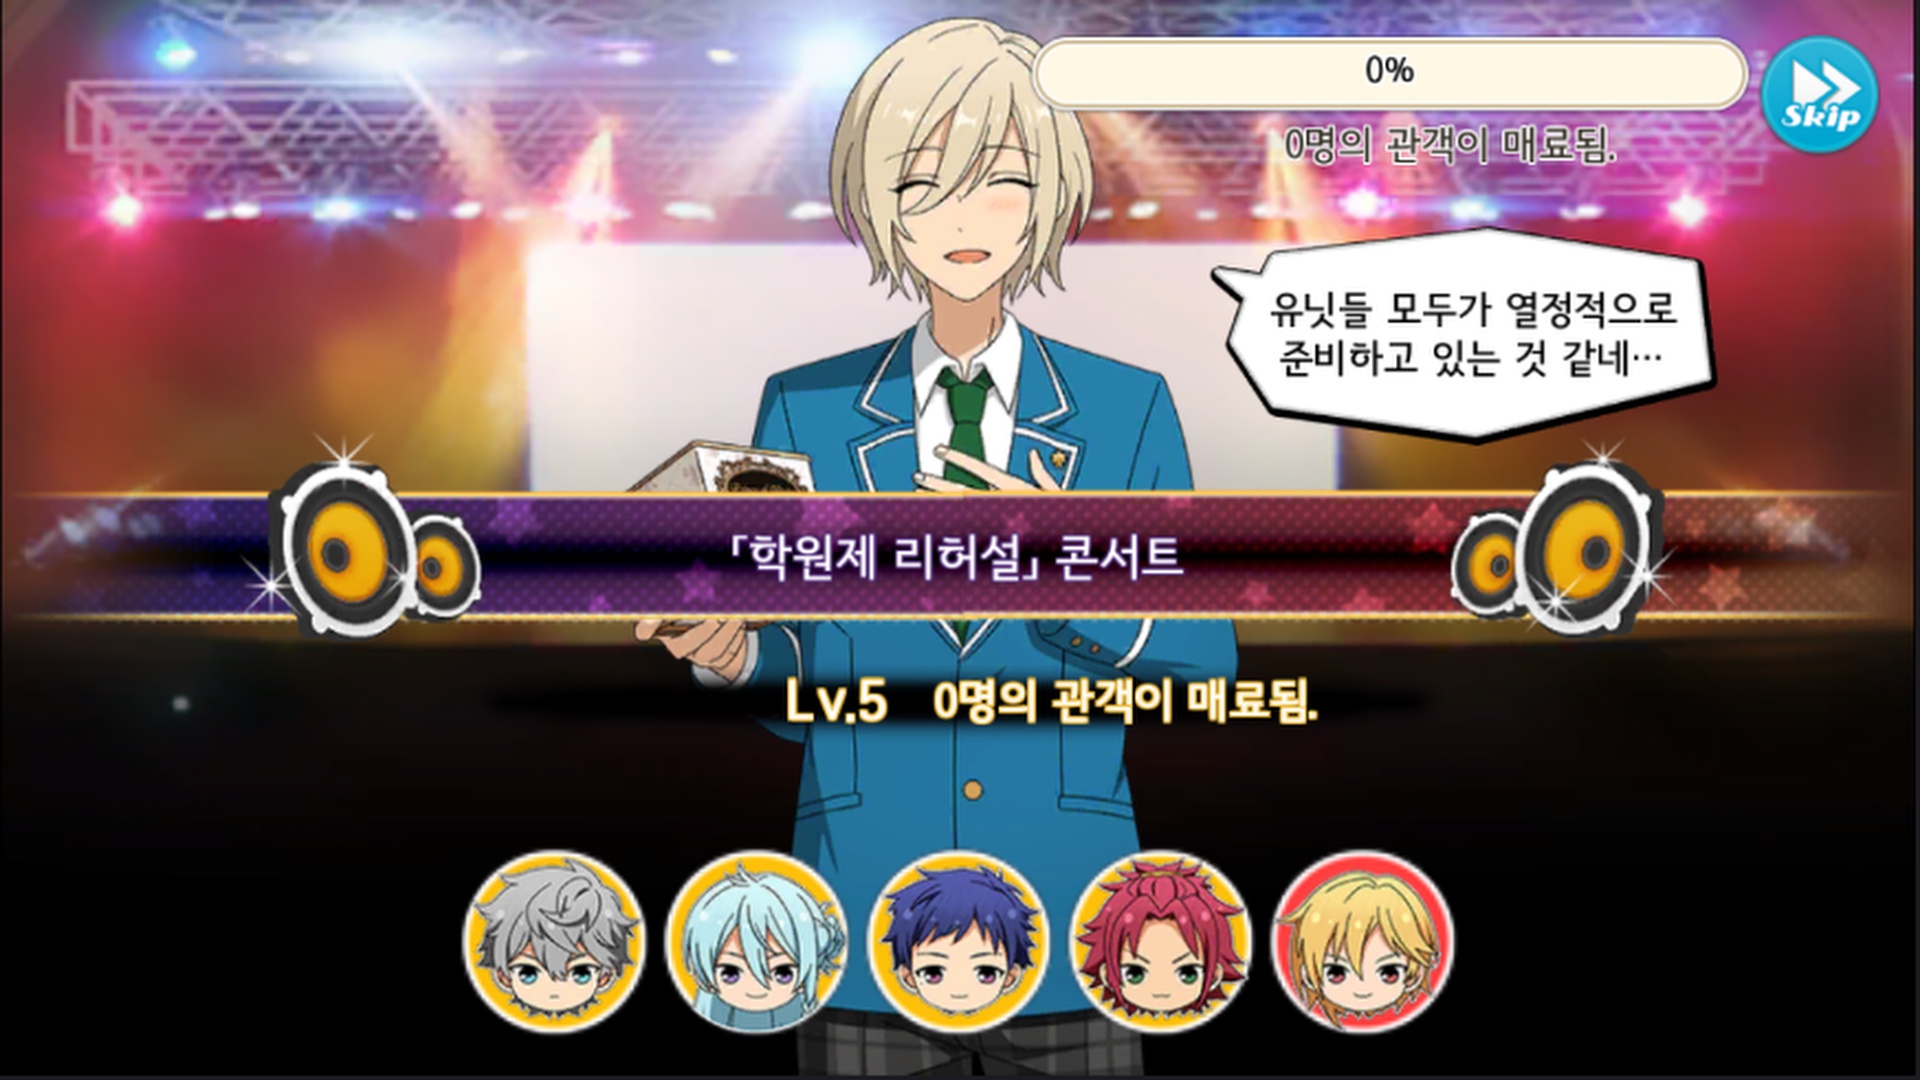 0%
Skip
0명의 관객이 매료됨.
유닛들 모두가 열정적으로
준비하고 있는 것 같네…
「학원제 리허설」 콘서트
Lv.5 0명의 관객이 매료됨.